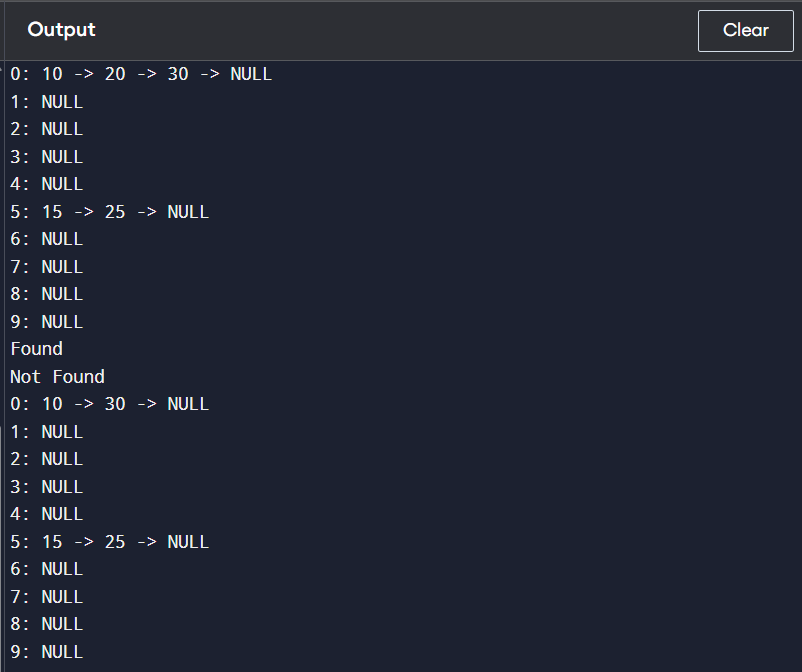 Output
Clear
0: 10 -> 20 -> 30 -> NULL
1: NULL
2: NULL
3: NULL
4: NULL
5: 15 -> 25 -> NULL
6: NULL
7: NULL
8: NULL
9: NULL
Found
Not Found
0: 10 -> 30 -> NULL
1: NULL
2: NULL
3: NULL
4: NULL
5: 15 -> 25 -> NULL
6: NULL
7: NULL
8: NULL
9: NULL